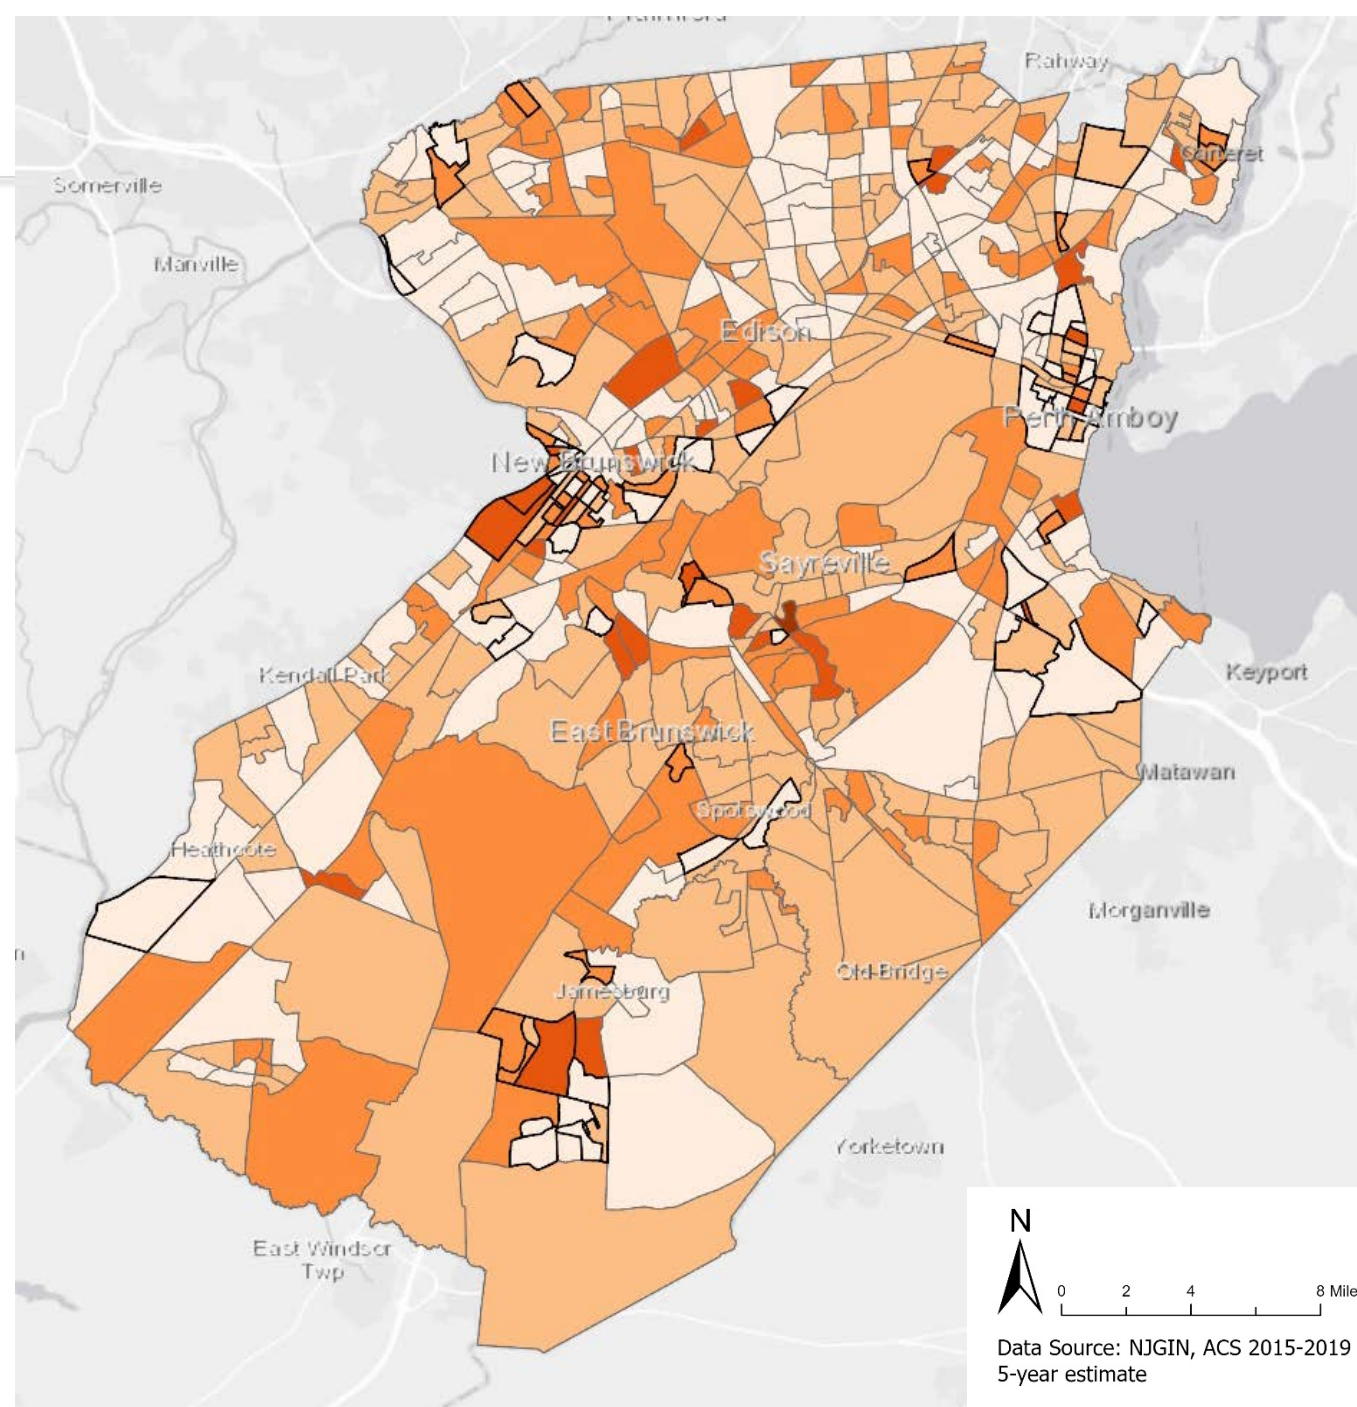 Rahway
Carteret
Somerville
Manville
Edison
Perth Amboy
New Brunswick
Sayreville
Kendall Park
Keyport
East Brunswick
Matawan
Spotswood
Heathcote
Morganville
Old Bridge
Jamesburg
Yorketown
East Windsor
Twp
N
0 2 4 8 Mile
Data Source: NJGIN, ACS 2015-2019
5-year estimate